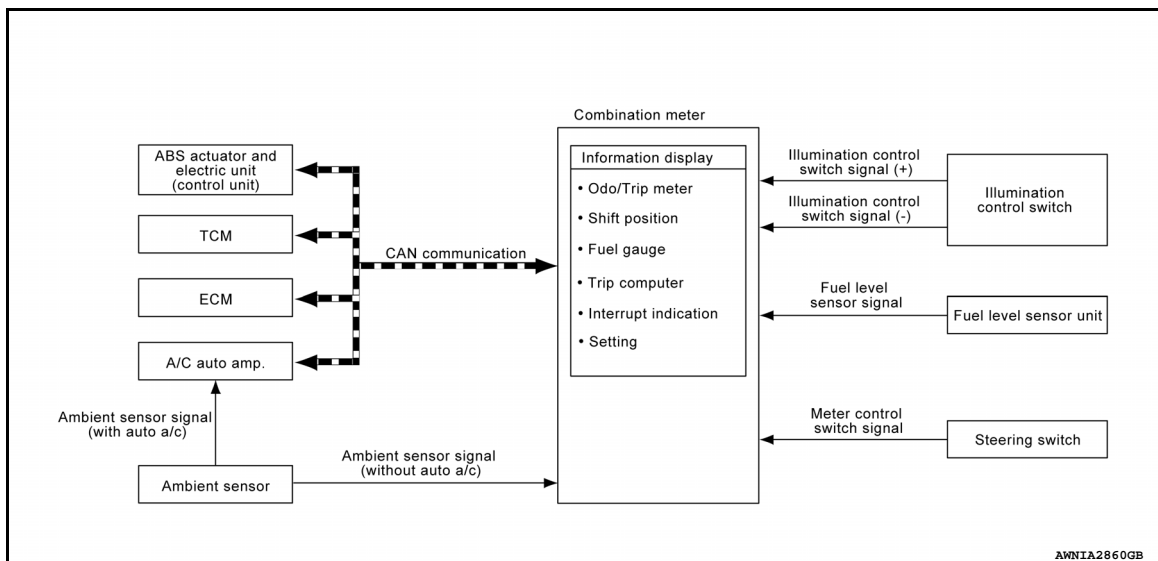 Combination meter
ABS actuator and
electric unit
(control unit)
TCM
ECM
A/C auto amp.
CAN communication
Ambient sensor signal
(with auto a/c)
Ambient sensor
Ambient sensor signal
(without auto a/c)
Information display
• Odo/Trip meter
• Shift position
• Fuel gauge
• Trip computer
• Interrupt indication
• Setting
Illumination control
switch signal (+)
Illumination control
switch signal (-)
Illumination
control switch
Fuel level
sensor signal
Fuel level sensor unit
Meter control
switch signal
Steering switch
AWNIA2860GB